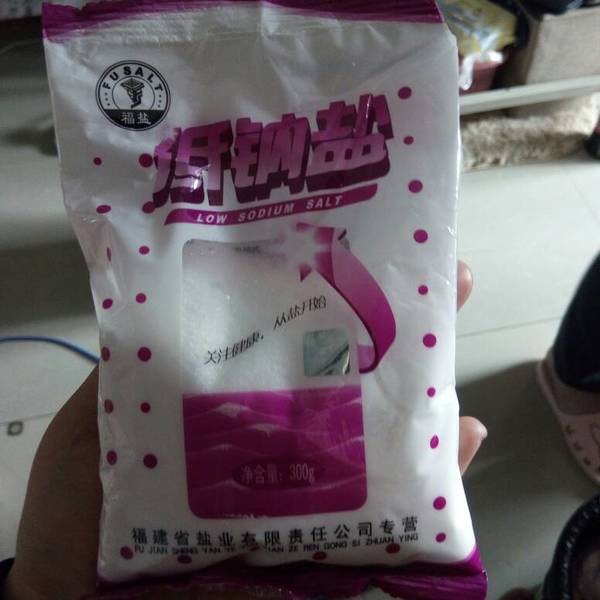 FUSALT
福盐
低钠盐
LOW SODIUM SALT
关注健康，从盐开始
净含量：300g
福建省盐业有限责任公司专营
FU JIAN SHENG YAN YE YOU XIAN ZE REN GONG SI ZHUAN YING